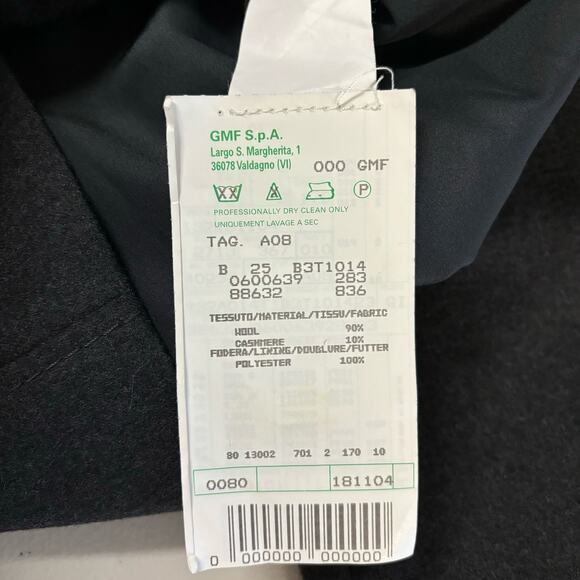 GMF S.p.A.
Largo S. Margherita, 1
36078 Valdagno (VI) 000 GMF
XX A P
PROFESSIONALLY DRY CLEAN ONLY
UNIQUEMENT LAVAGE A SEC
TAG. A08
B 25 B3T1014
0600639 283
88632 836
TESSUTO/MATERIAL/TISSU/FABRIC
WOOL 90%
CASHMERE 10%
FODERA/LINING/DOUBLURE/FUTTER
POLYESTER 100%
80 13002 701 2 170 10
0080 181104
0 000000 000000